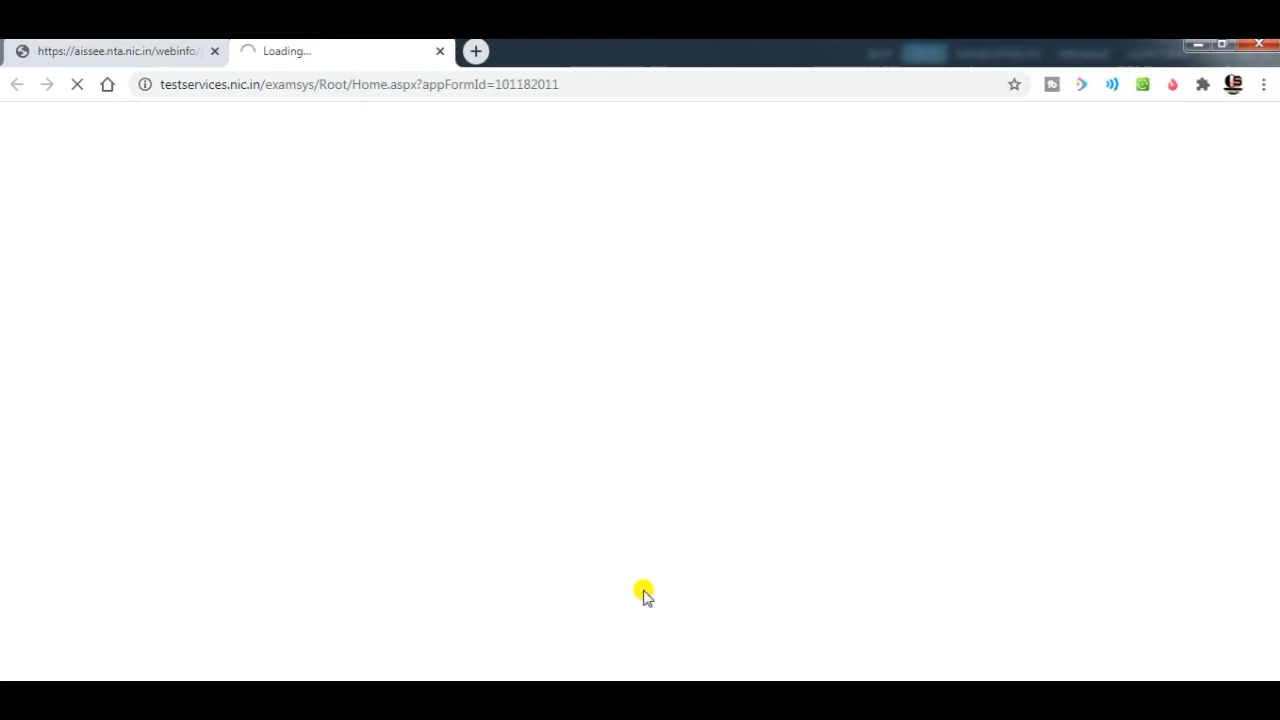 https://aissee.nta.nic.in/webinfo/
Loading...
testservices.nic.in/examsys/Root/Home.aspx?appFormId=101182011